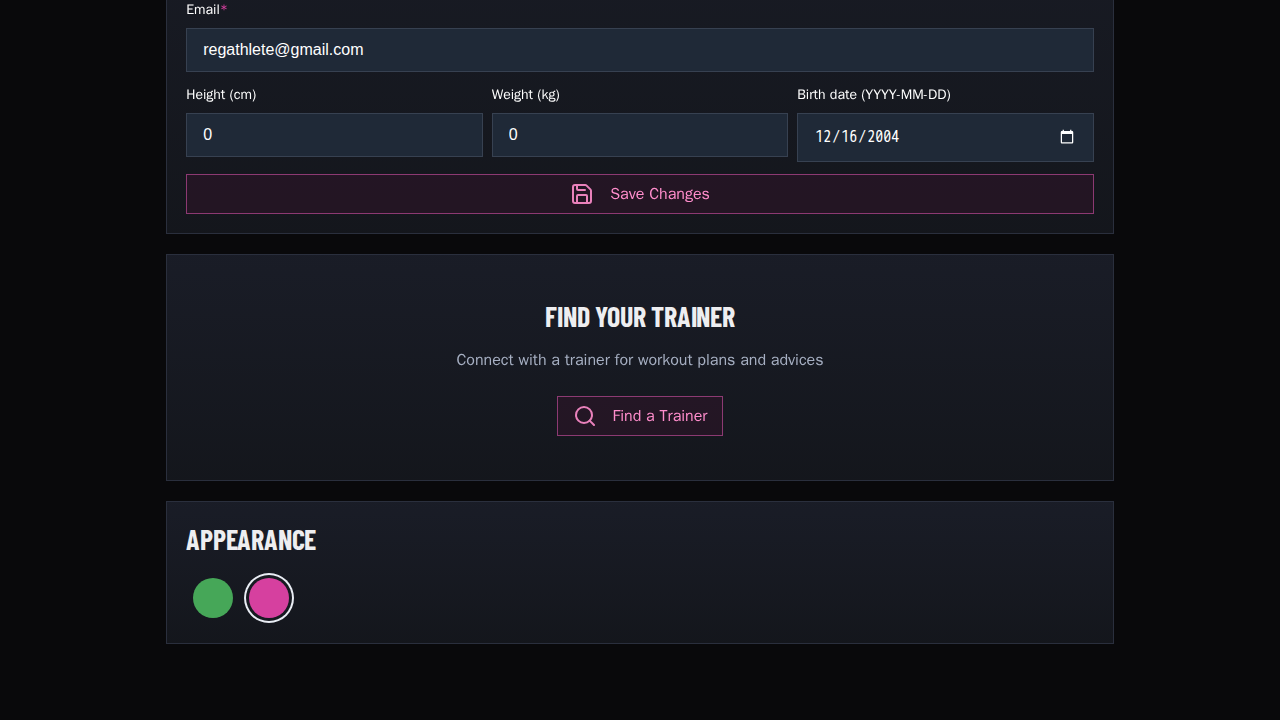 Email*
regathlete@gmail.com
Height (cm) Weight (kg) Birth date (YYYY-MM-DD)
0 0 12/16/2004
Save Changes
FIND YOUR TRAINER
Connect with a trainer for workout plans and advices
Find a Trainer
APPEARANCE